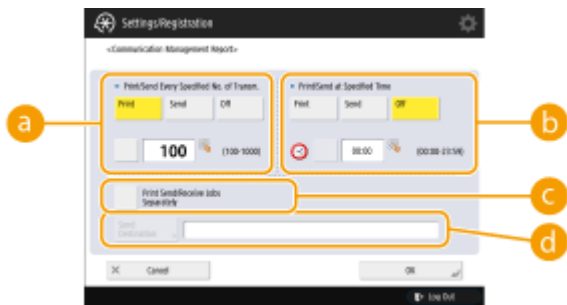 Settings/Registration
<Communication Management Report>
Print/Send Every Specified No. of Transm.
Print/Send at Specified Time
Print
Send
Off
Print
Send
Off
a
b
100
(100-1000)
00:00
(00:00-23:59)
Print Send/Receive Jobs
Separately
c
Send
Destination
d
Cancel
OK
Log Out